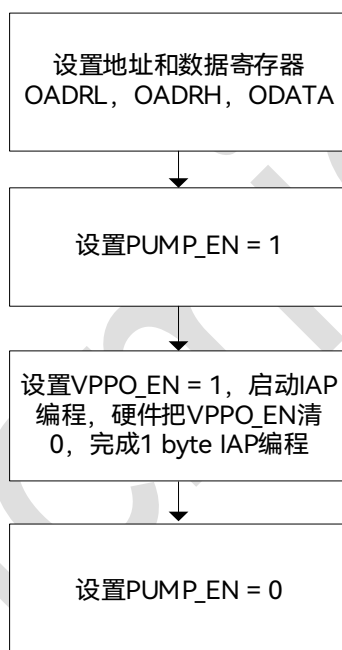 设置地址和数据寄存器
OADRL，OADRH，ODATA
设置PUMP_EN = 1
设置VPPO_EN = 1，启动IAP
编程，硬件把VPPO_EN清
0，完成1 byte IAP编程
设置PUMP_EN = 0